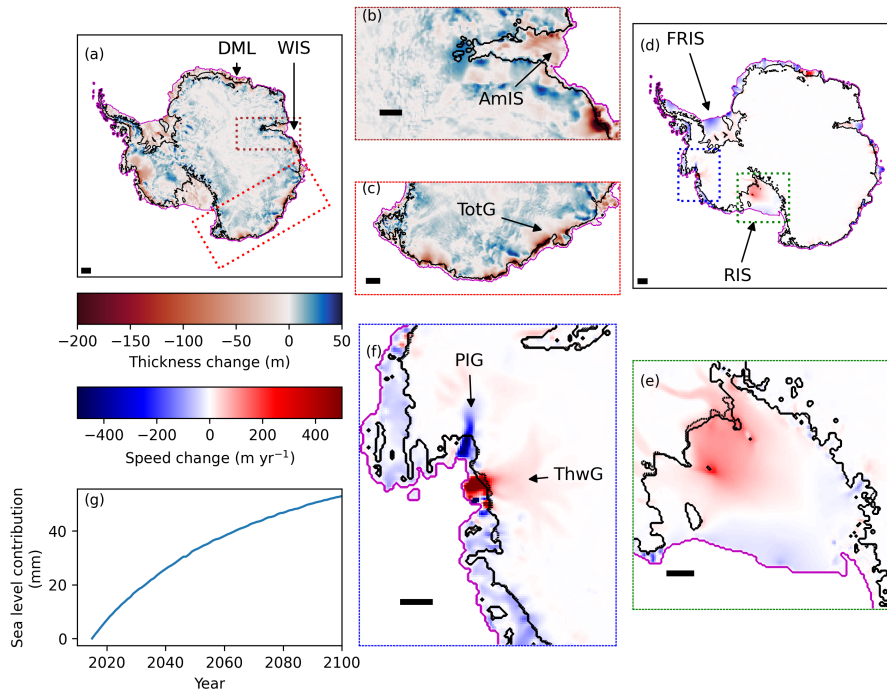 (a)
DML
WIS
−200 −150 −100 −50 0 50
Thickness change (m)
−400 −200 0 200 400
Speed change (m yr⁻¹)
(g)
Sea level contribution
(mm)
40
20
0
2020 2040 2060 2080 2100
Year
(b)
AmIS
(c)
TotG
(f)
PIG
ThwG
(d)
FRIS
RIS
(e)